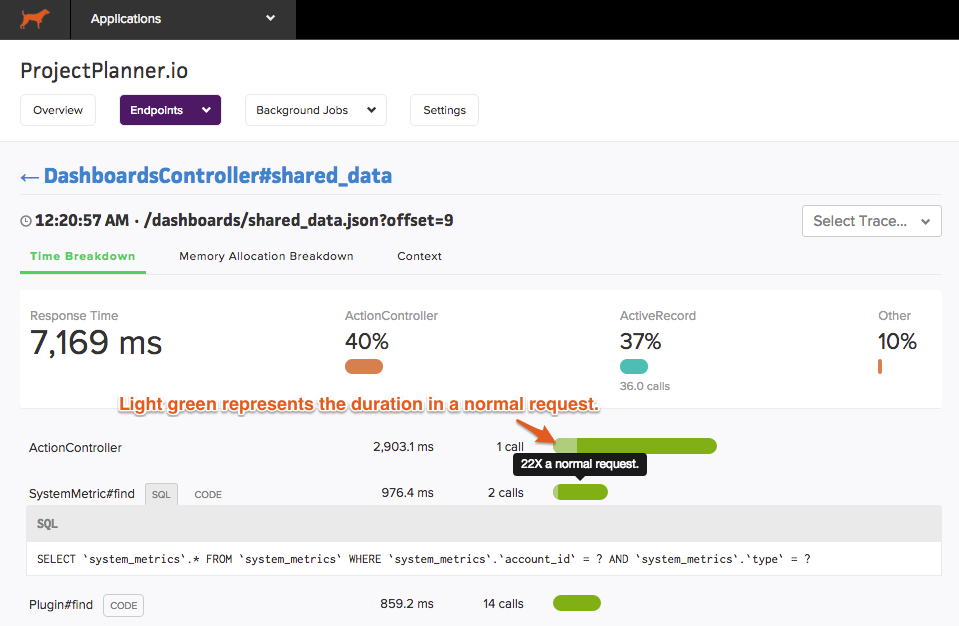 Applications
ProjectPlanner.io
Overview Endpoints Background Jobs Settings
← DashboardsController#shared_data
12:20:57 AM · /dashboards/shared_data.json?offset=9 Select Trace...
Time Breakdown Memory Allocation Breakdown Context
Response Time ActionController ActiveRecord Other
7,169 ms 40% 37% 10%
36.0 calls
Light green represents the duration in a normal request.
ActionController 2,903.1 ms 1 call
22X a normal request.
SystemMetric#find SQL CODE 976.4 ms 2 calls
SQL
SELECT `system_metrics`.* FROM `system_metrics` WHERE `system_metrics`.`account_id` = ? AND `system_metrics`.`type` = ?
Plugin#find CODE 859.2 ms 14 calls